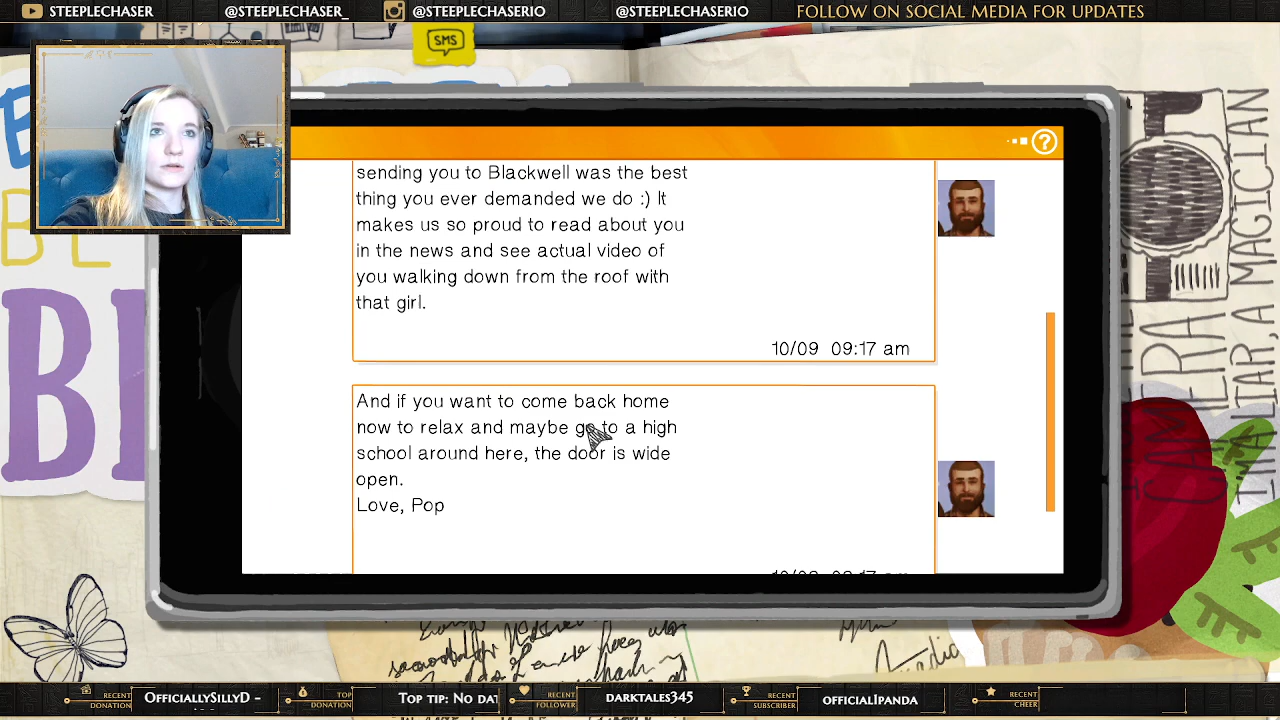 STEEPLECHASER
@STEEPLECHASER_
@STEEPLECHASERIO
@STEEPLECHASERIO
FOLLOW ON SOCIAL MEDIA FOR UPDATES
SMS
?
sending you to Blackwell was the best
thing you ever demanded we do :) It
makes us so proud to read about you
in the news and see actual video of
you walking down from the roof with
that girl.
10/09 09:17 am
And if you want to come back home
now to relax and maybe go to a high
school around here, the door is wide
open.
Love, Pop
I'M A LIAR, A MAGICIAN
RECENT DONATION
OFFICIALLYSILLYD -
TOP DONATION
TOP TIP: NO DAT
RECENT FOLLOWER
DARKTALES345
RECENT SUBSCRIBER
OFFICIAL1PANDA
RECENT CHEER